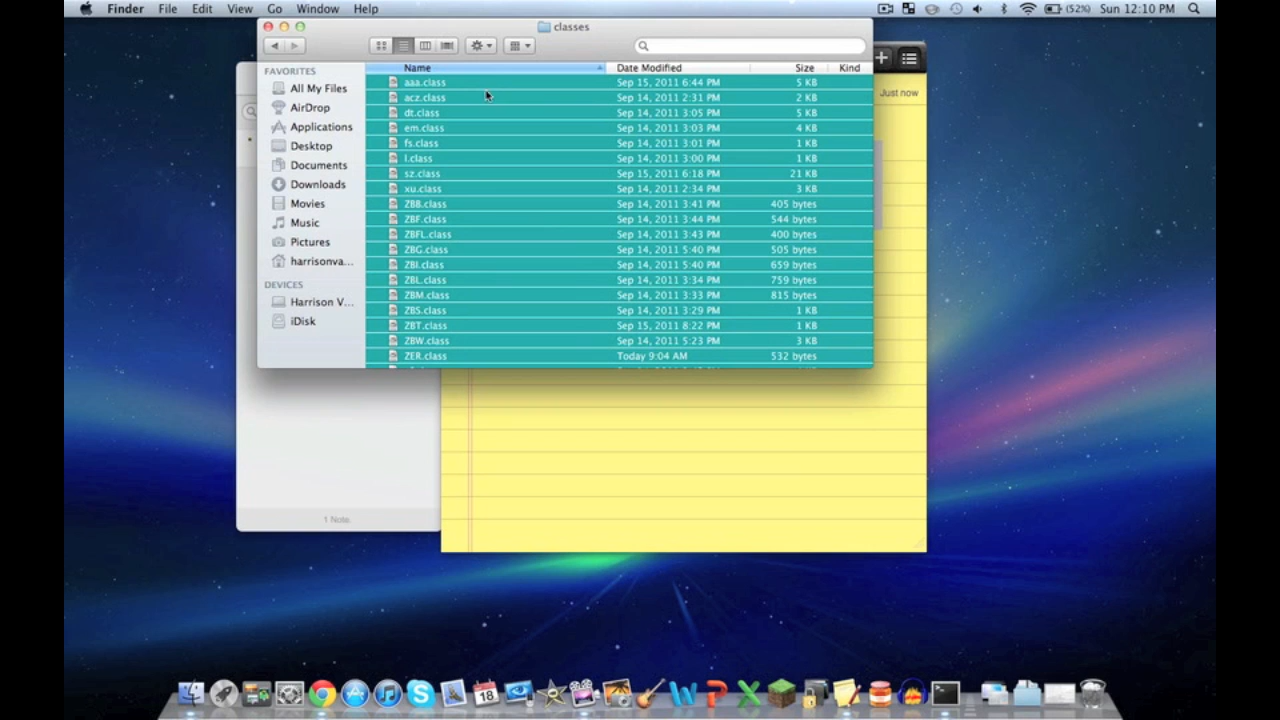 Finder File Edit View Go Window Help (52%) Sun 12:10 PM
classes
FAVORITES
All My Files
AirDrop
Applications
Desktop
Documents
Downloads
Movies
Music
Pictures
harrisonva...
DEVICES
Harrison V...
iDisk
Name Date Modified Size Kind
aaa.class Sep 15, 2011 6:44 PM 5 KB
acz.class Sep 14, 2011 2:31 PM 2 KB
dt.class Sep 14, 2011 3:05 PM 5 KB
em.class Sep 14, 2011 3:03 PM 4 KB
fs.class Sep 14, 2011 3:01 PM 1 KB
l.class Sep 14, 2011 3:00 PM 1 KB
sz.class Sep 15, 2011 6:18 PM 21 KB
xu.class Sep 14, 2011 2:34 PM 3 KB
ZBB.class Sep 14, 2011 3:41 PM 405 bytes
ZBF.class Sep 14, 2011 3:44 PM 544 bytes
ZBFL.class Sep 14, 2011 3:43 PM 400 bytes
ZBG.class Sep 14, 2011 5:40 PM 505 bytes
ZBI.class Sep 14, 2011 5:40 PM 659 bytes
ZBL.class Sep 14, 2011 3:34 PM 759 bytes
ZBM.class Sep 14, 2011 3:33 PM 815 bytes
ZBS.class Sep 14, 2011 3:29 PM 1 KB
ZBT.class Sep 15, 2011 8:22 PM 1 KB
ZBW.class Sep 14, 2011 5:23 PM 3 KB
ZER.class Today 9:04 AM 532 bytes
Just now
1 Note
18